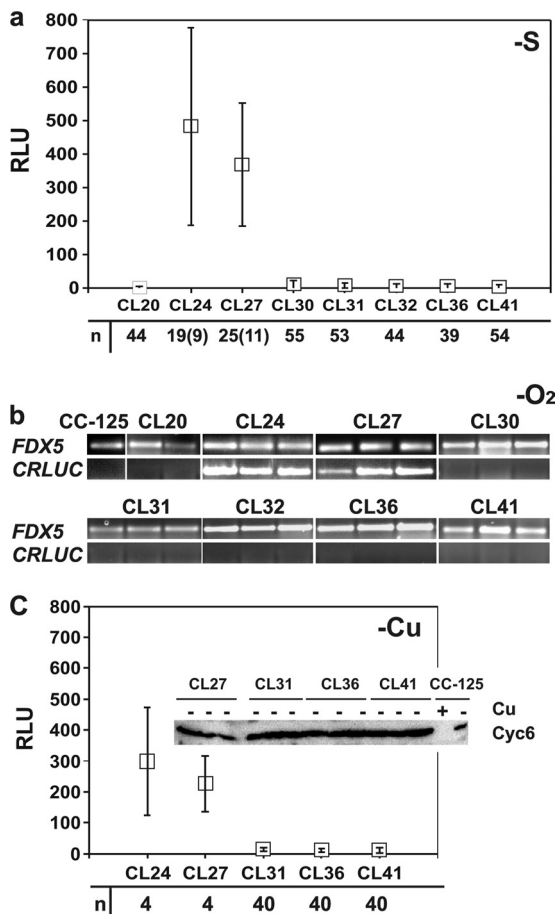 a
-S
RLU
800
700
600
500
400
300
200
100
0
CL20 CL24 CL27 CL30 CL31 CL32 CL36 CL41
n 44 19(9) 25(11) 55 53 44 39 54
-O₂
b
CC-125 CL20 CL24 CL27 CL30
FDX5
CRLUC
CL31 CL32 CL36 CL41
FDX5
CRLUC
C
-Cu
RLU
800
700
600
500
400
300
200
100
0
CL27 CL31 CL36 CL41 CC-125
- - - - - - - - - - - - + - Cu
Cyc6
CL24 CL27 CL31 CL36 CL41
n 4 4 40 40 40